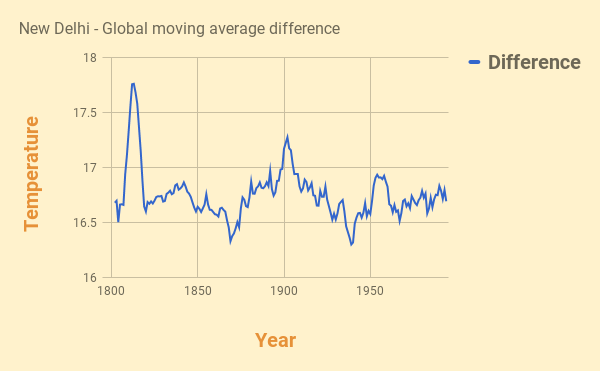 New Delhi - Global moving average difference
Difference
Temperature
18
17.5
17
16.5
16
1800
1850
1900
1950
Year